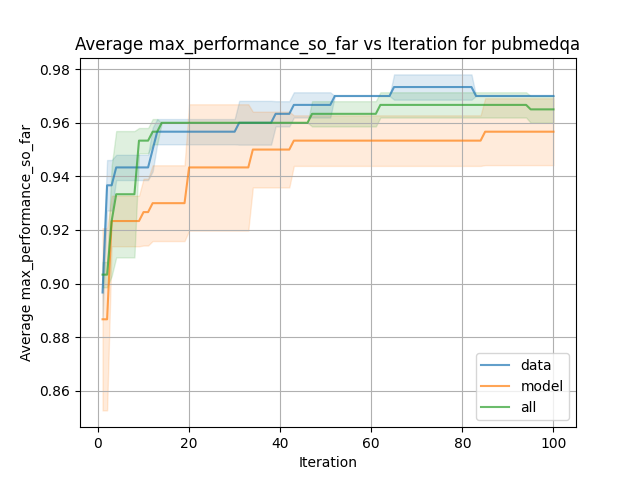 Average max_performance_so_far vs Iteration for pubmedqa
Average max_performance_so_far
0.98
0.96
0.94
0.92
0.90
0.88
0.86
0
20
40
60
80
100
Iteration
data
model
all